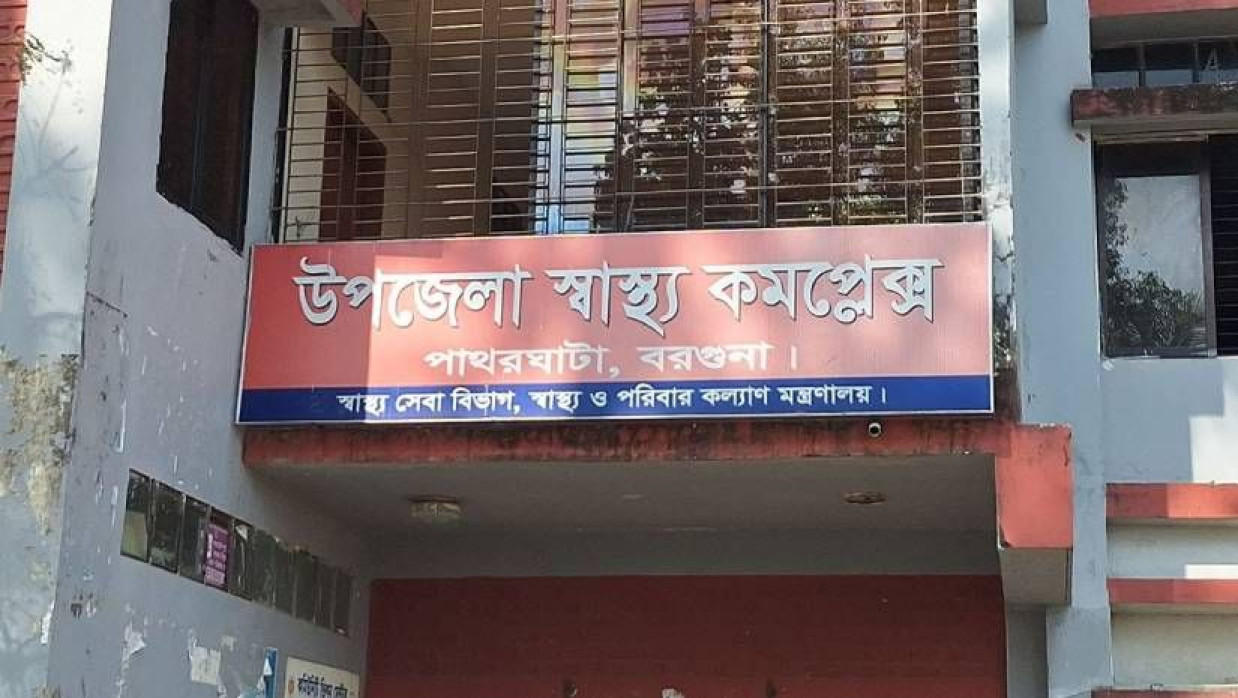 উপজেলা স্বাস্থ্য কমপ্লেক্স
পাথরঘাটা, বরগুনা।
স্বাস্থ্য সেবা বিভাগ, স্বাস্থ্য ও পরিবার কল্যাণ মন্ত্রণালয়।